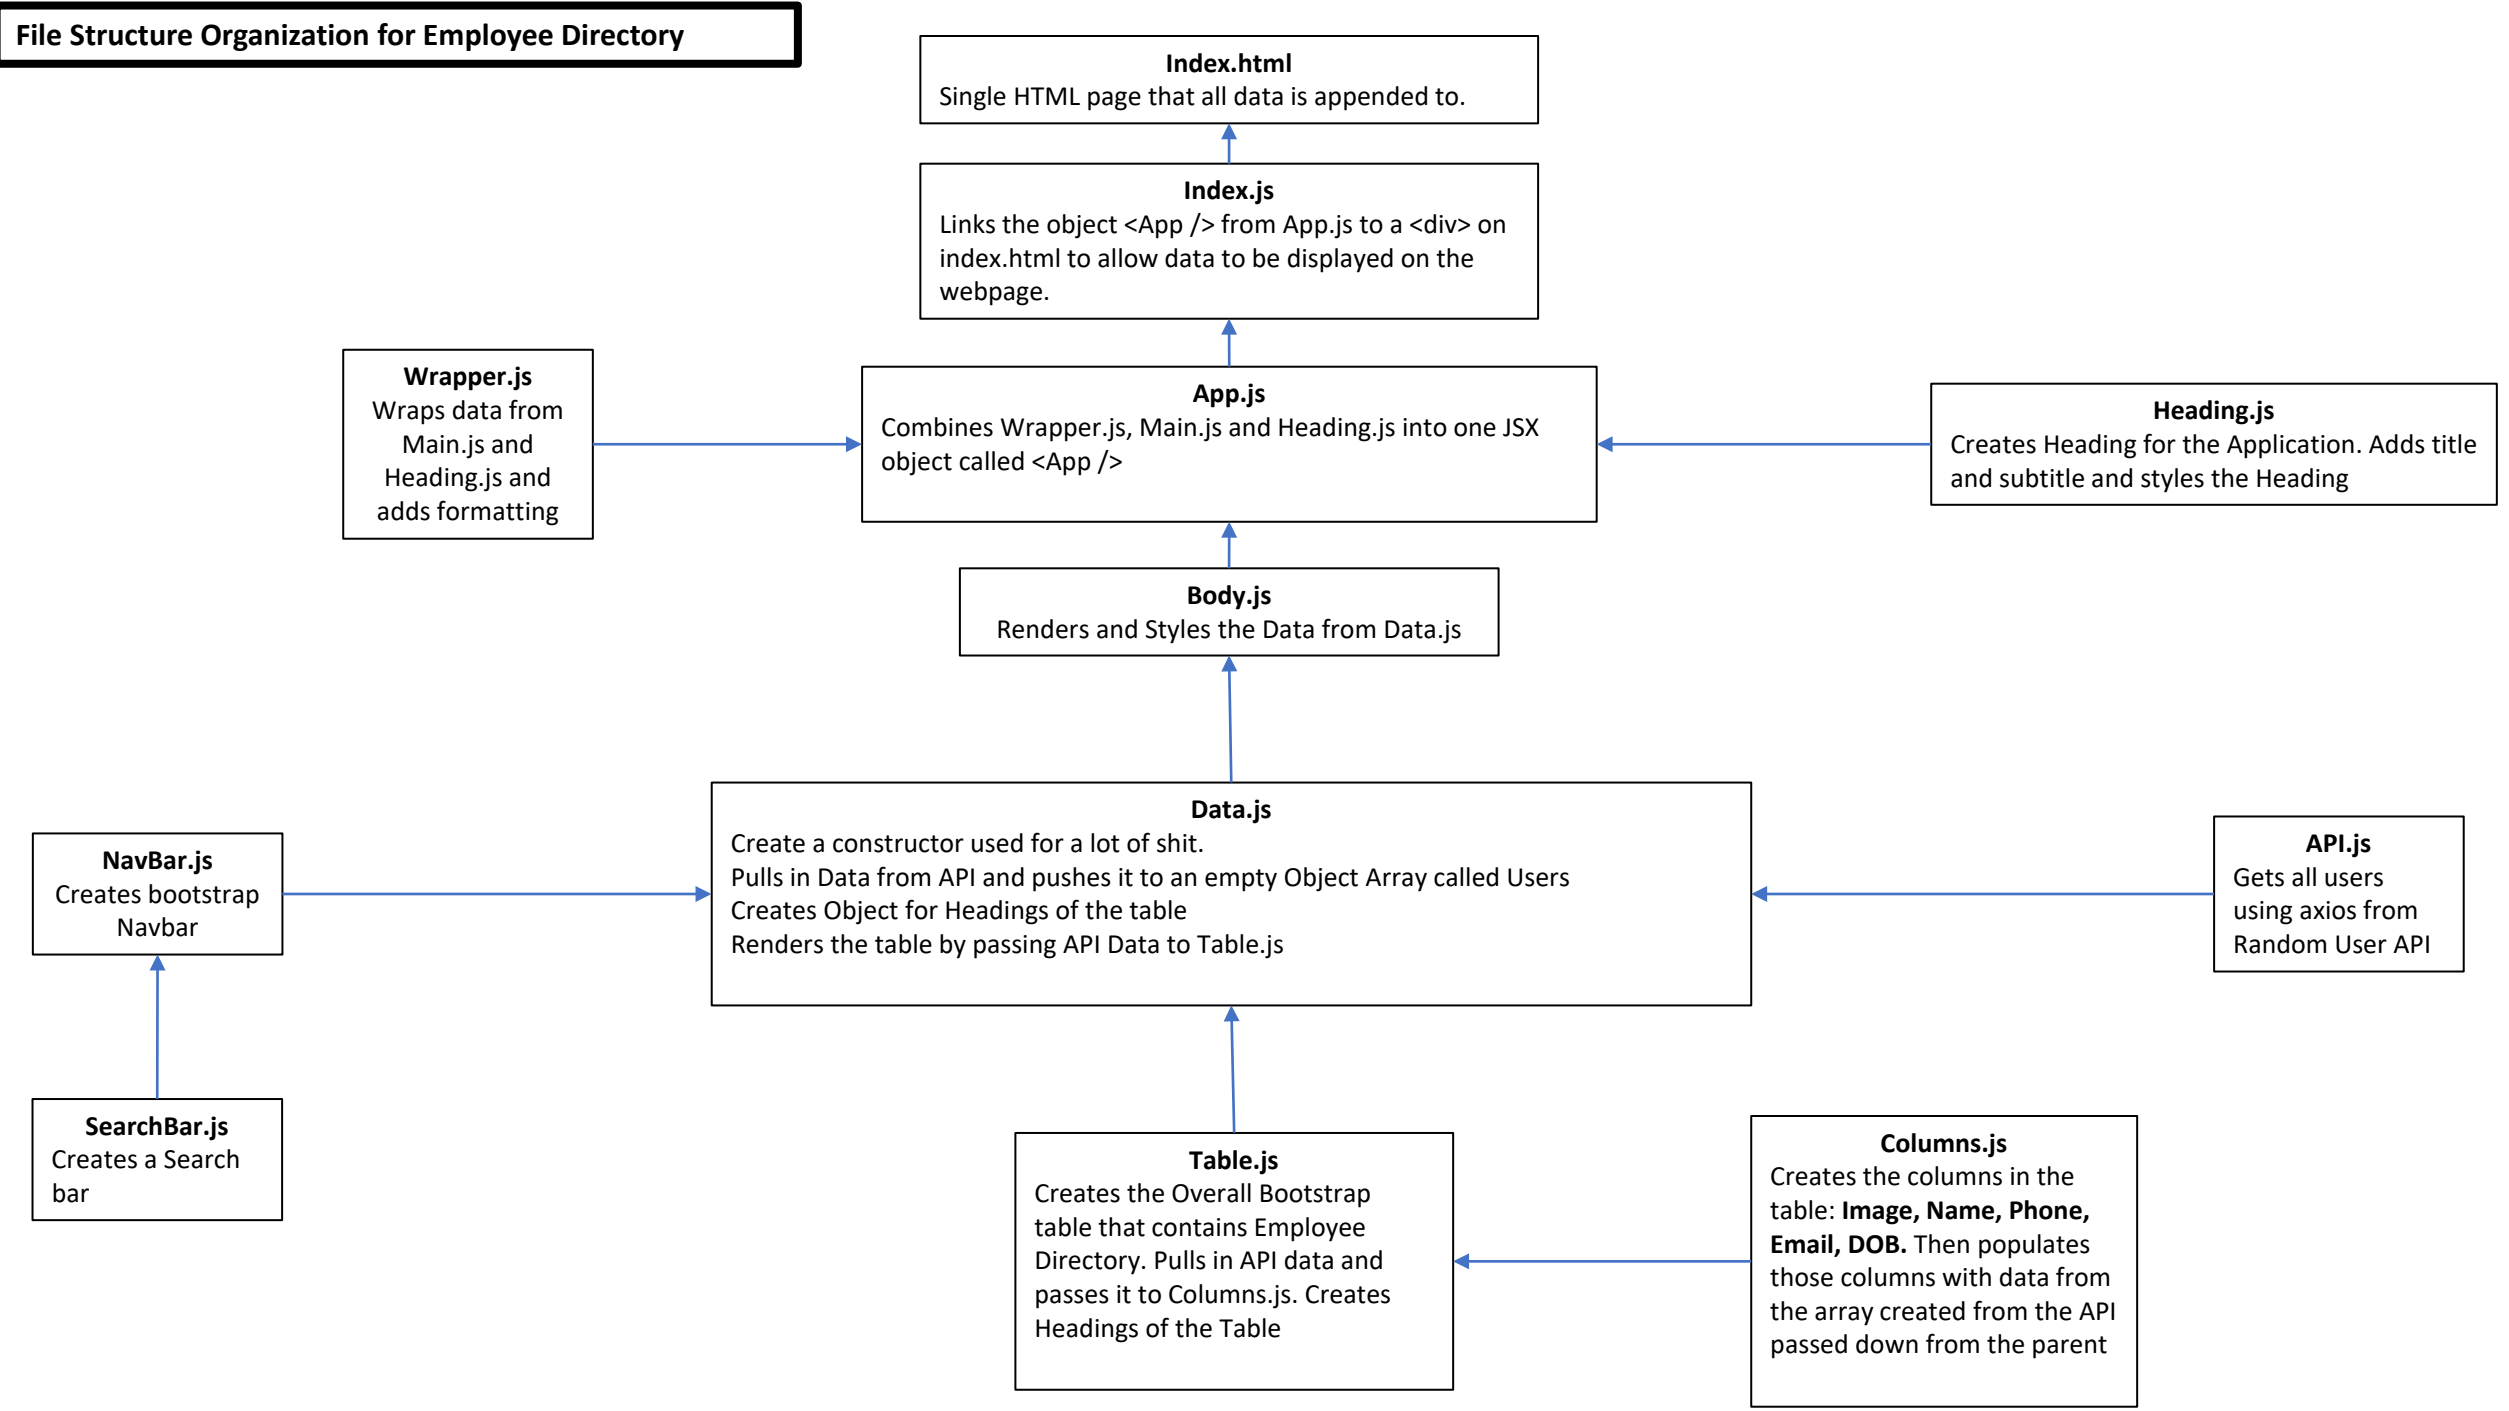 File Structure Organization for Employee Directory
Index.html
Single HTML page that all data is appended to.
Index.js
Links the object <App /> from App.js to a <div> on
index.html to allow data to be displayed on the
webpage.
Wrapper.js
Wraps data from
Main.js and
Heading.js and
adds formatting
App.js
Combines Wrapper.js, Main.js and Heading.js into one JSX
object called <App />
Heading.js
Creates Heading for the Application. Adds title
and subtitle and styles the Heading
Body.js
Renders and Styles the Data from Data.js
NavBar.js
Creates bootstrap
Navbar
Data.js
Create a constructor used for a lot of shit.
Pulls in Data from API and pushes it to an empty Object Array called Users
Creates Object for Headings of the table
Renders the table by passing API Data to Table.js
API.js
Gets all users
using axios from
Random User API
SearchBar.js
Creates a Search
bar
Table.js
Creates the Overall Bootstrap
table that contains Employee
Directory. Pulls in API data and
passes it to Columns.js. Creates
Headings of the Table
Columns.js
Creates the columns in the
table: Image, Name, Phone,
Email, DOB. Then populates
those columns with data from
the array created from the API
passed down from the parent